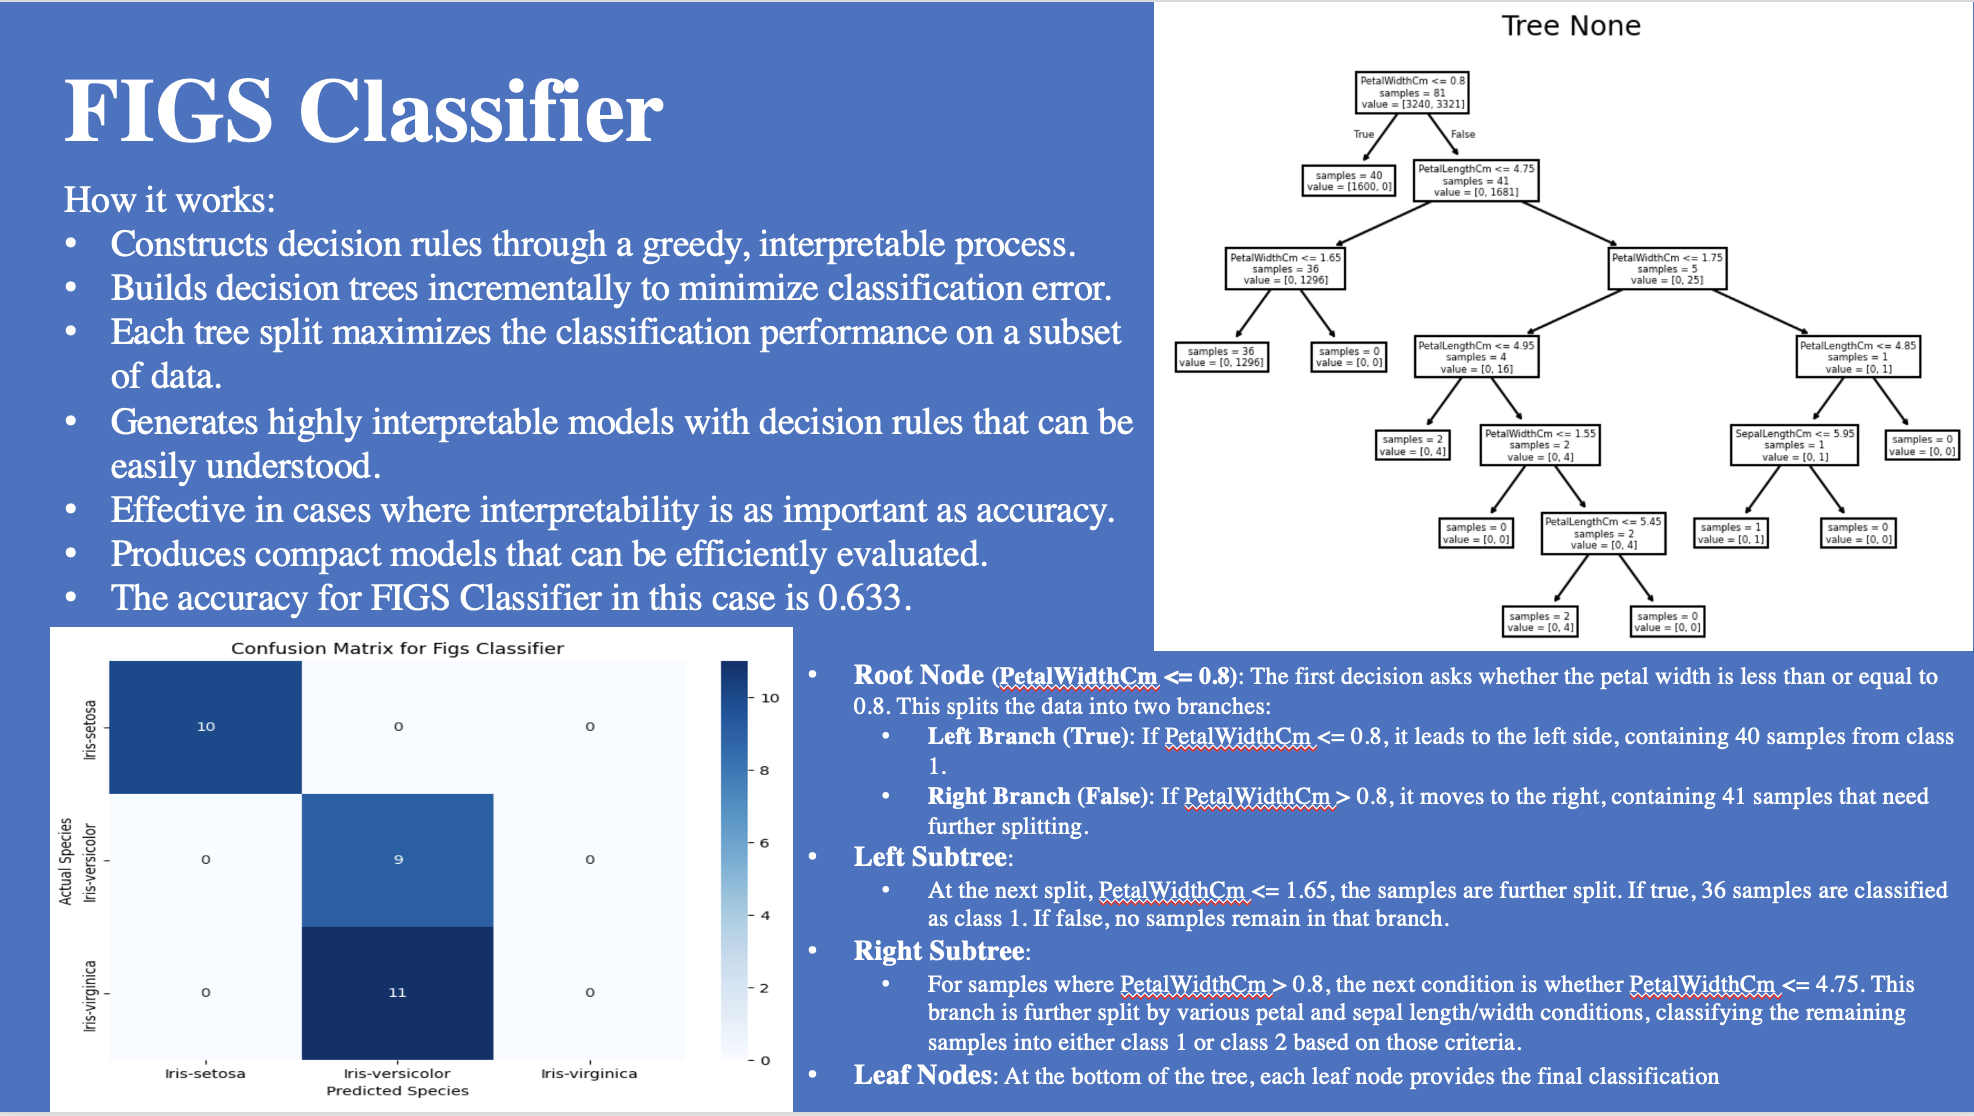 FIGS Classifier
How it works:
• Constructs decision rules through a greedy, interpretable process.
• Builds decision trees incrementally to minimize classification error.
• Each tree split maximizes the classification performance on a subset
of data.
• Generates highly interpretable models with decision rules that can be
easily understood.
• Effective in cases where interpretability is as important as accuracy.
• Produces compact models that can be efficiently evaluated.
• The accuracy for FIGS Classifier in this case is 0.633.
Tree None
PetalWidthCm <= 0.8
samples = 81
value = [3240, 3321]
True
False
samples = 40
value = [1600, 0]
PetalLengthCm <= 4.75
samples = 41
value = [0, 1681]
PetalWidthCm <= 1.65
samples = 36
value = [0, 1296]
PetalWidthCm <= 1.75
samples = 5
value = [0, 25]
samples = 36
value = [0, 1296]
samples = 0
value = [0, 0]
PetalLengthCm <= 4.95
samples = 4
value = [0, 16]
PetalLengthCm <= 4.85
samples = 1
value = [0, 1]
samples = 2
value = [0, 4]
PetalWidthCm <= 1.55
samples = 2
value = [0, 4]
SepalLengthCm <= 5.95
samples = 1
value = [0, 1]
samples = 0
value = [0, 0]
samples = 0
value = [0, 0]
PetalLengthCm <= 5.45
samples = 2
value = [0, 4]
samples = 1
value = [0, 1]
samples = 0
value = [0, 0]
samples = 2
value = [0, 4]
samples = 0
value = [0, 0]
Confusion Matrix for Figs Classifier
Actual Species
Iris-setosa
Iris-versicolor
Iris-virginica
10 0 0
0 9 0
0 11 0
Iris-setosa Iris-versicolor Iris-virginica
Predicted Species
10
8
6
4
2
0
• Root Node (PetalWidthCm <= 0.8): The first decision asks whether the petal width is less than or equal to
0.8. This splits the data into two branches:
• Left Branch (True): If PetalWidthCm <= 0.8, it leads to the left side, containing 40 samples from class
1.
• Right Branch (False): If PetalWidthCm > 0.8, it moves to the right, containing 41 samples that need
further splitting.
• Left Subtree:
• At the next split, PetalWidthCm <= 1.65, the samples are further split. If true, 36 samples are classified
as class 1. If false, no samples remain in that branch.
• Right Subtree:
• For samples where PetalWidthCm > 0.8, the next condition is whether PetalWidthCm <= 4.75. This
branch is further split by various petal and sepal length/width conditions, classifying the remaining
samples into either class 1 or class 2 based on those criteria.
• Leaf Nodes: At the bottom of the tree, each leaf node provides the final classification